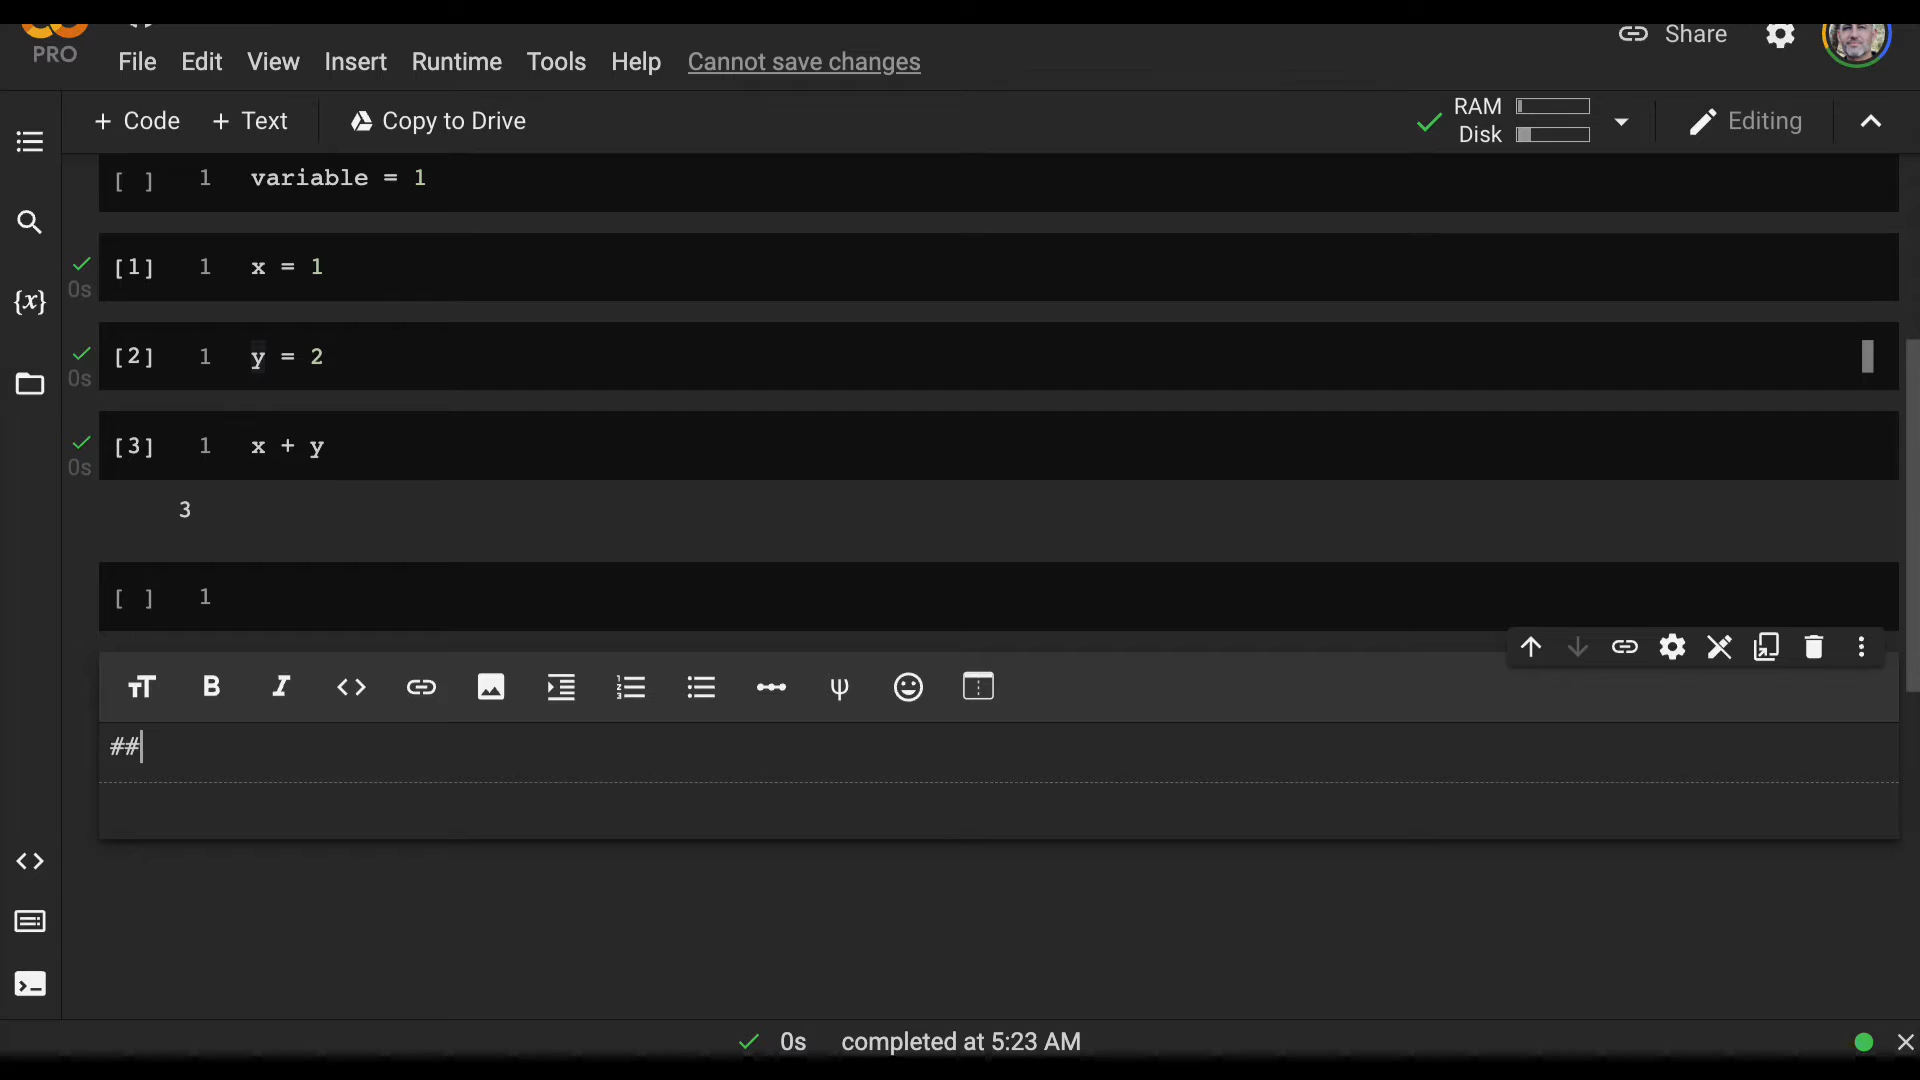 PRO
File Edit View Insert Runtime Tools Help Cannot save changes
Share
+ Code + Text Copy to Drive
RAM
Disk
Editing
[ ] 1 variable = 1
[1] 1 x = 1
0s
[2] 1 y = 2
0s
[3] 1 x + y
0s
3
[ ] 1
##
0s completed at 5:23 AM